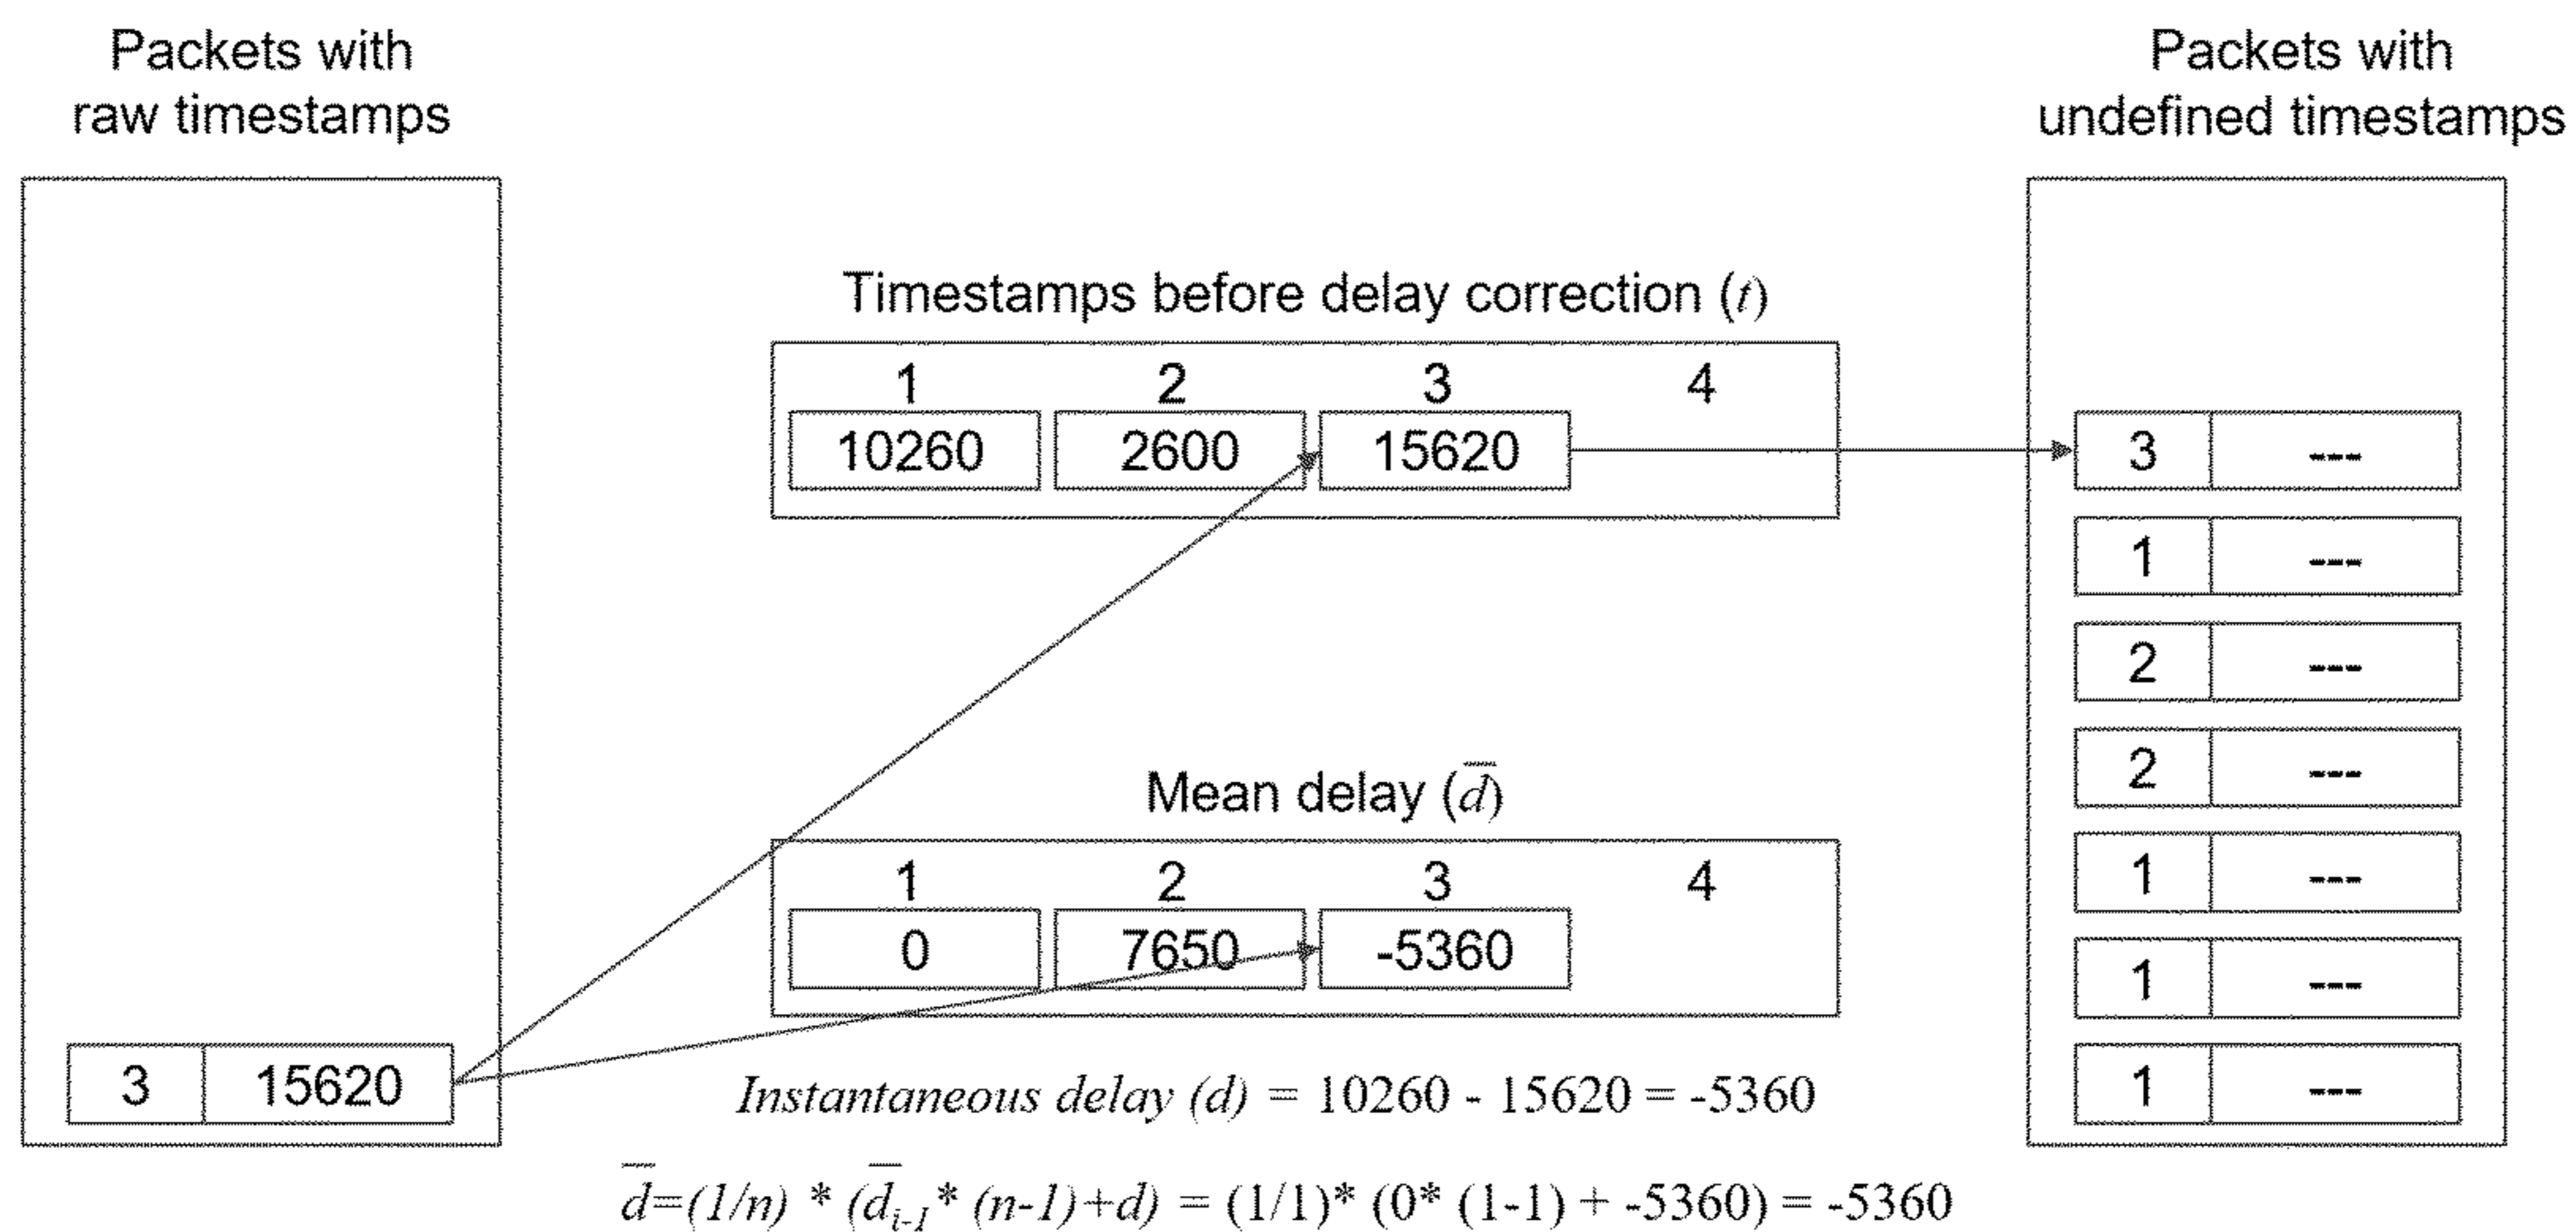 Packets with
raw timestamps
Packets with
undefined timestamps
Timestamps before delay correction (t)
1 2 3 4
10260 2600 15620
Mean delay (d̅)
1 2 3 4
0 7650 -5360
3 15620
3 ---
1 ---
2 ---
2 ---
1 ---
1 ---
1 ---
Instantaneous delay (d) = 10260 - 15620 = -5360
d̅=(1/n) * (d̅i-1* (n-1)+d) = (1/1)* (0* (1-1) + -5360) = -5360